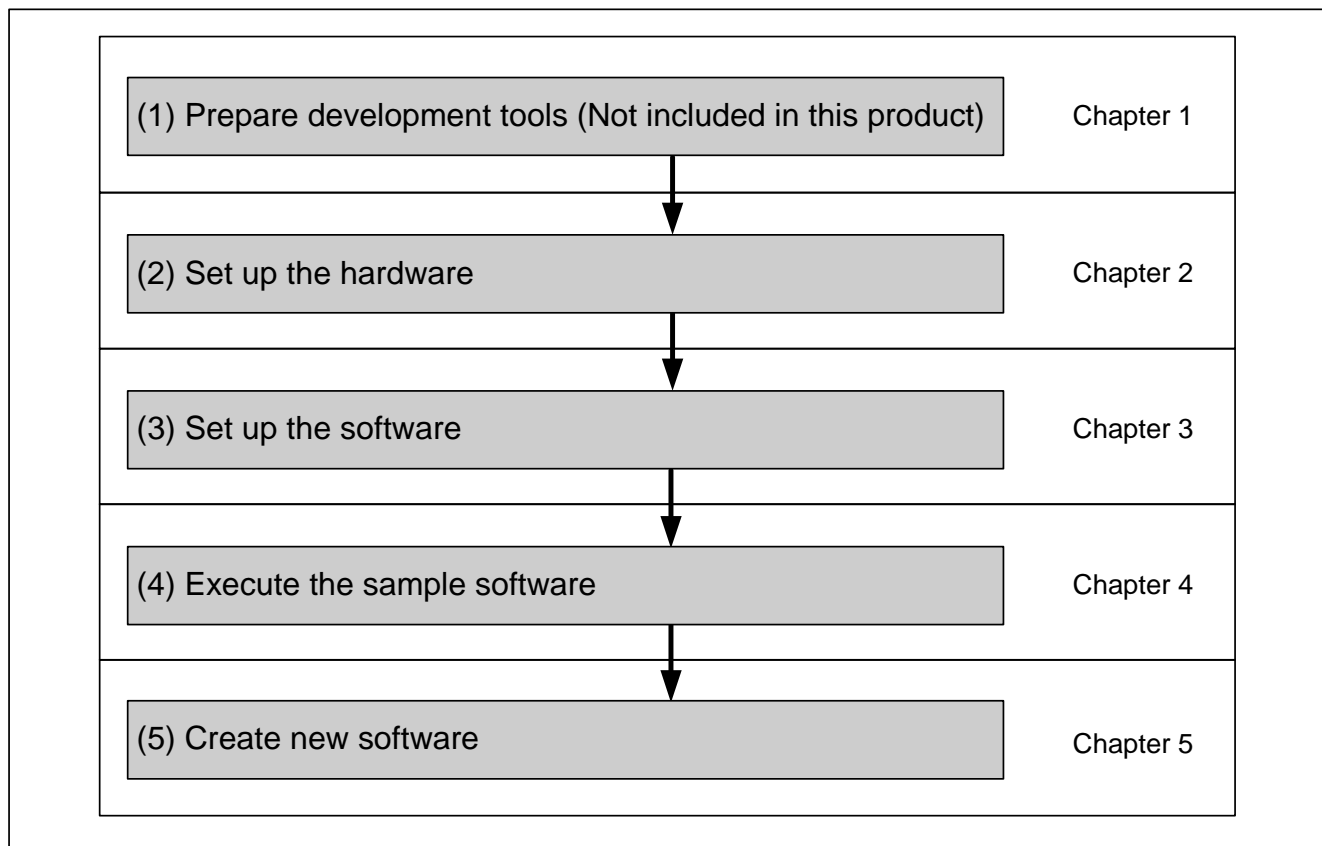 (1) Prepare development tools (Not included in this product)
Chapter 1
(2) Set up the hardware
Chapter 2
(3) Set up the software
Chapter 3
(4) Execute the sample software
Chapter 4
(5) Create new software
Chapter 5